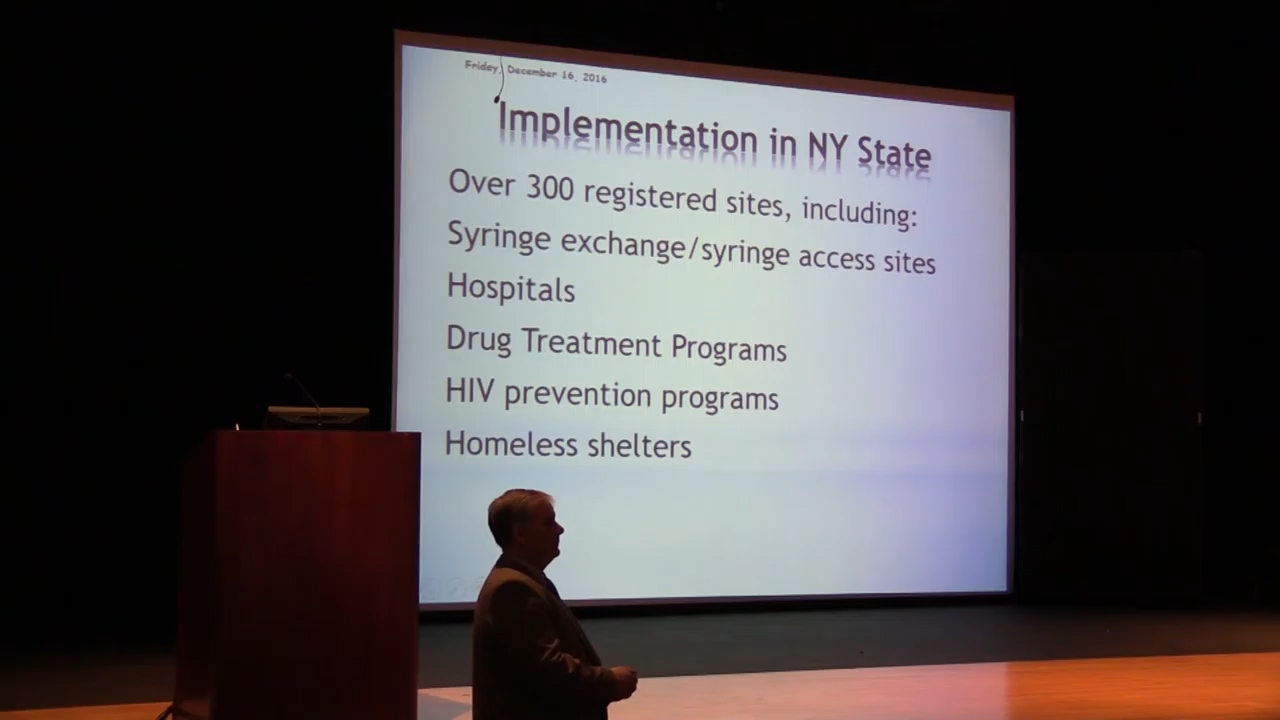 Friday, December 16, 2016
Implementation in NY State
Over 300 registered sites, including:
Syringe exchange/syringe access sites
Hospitals
Drug Treatment Programs
HIV prevention programs
Homeless shelters